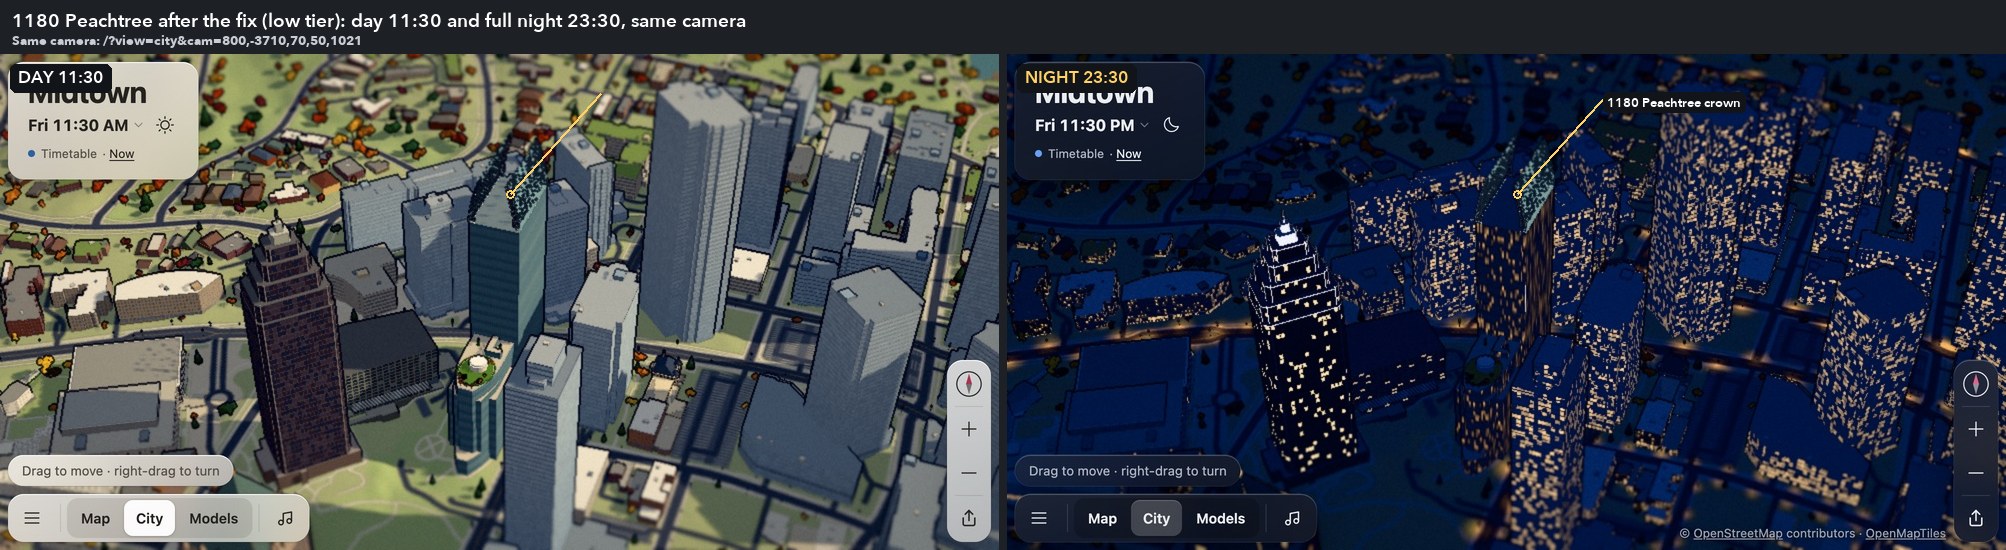 1180 Peachtree after the fix (low tier): day 11:30 and full night 23:30, same camera
Same camera: /?view=city&cam=800,-3710,70,50,1021
DAY 11:30
Midtown
Fri 11:30 AM
Timetable · Now
Drag to move · right-drag to turn
Map City Models
NIGHT 23:30
Midtown
Fri 11:30 PM
Timetable · Now
1180 Peachtree crown
Drag to move · right-drag to turn
Map City Models
© OpenStreetMap contributors · OpenMapTiles